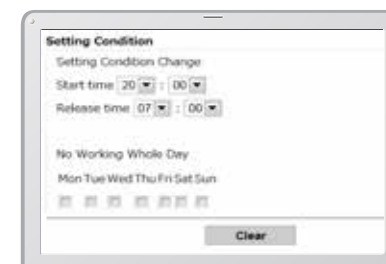 Setting Condition
Setting Condition Change
Start time 20 : 00
Release time 07 : 00
No Working Whole Day
Mon Tue Wed Thu Fri Sat Sun
Clear